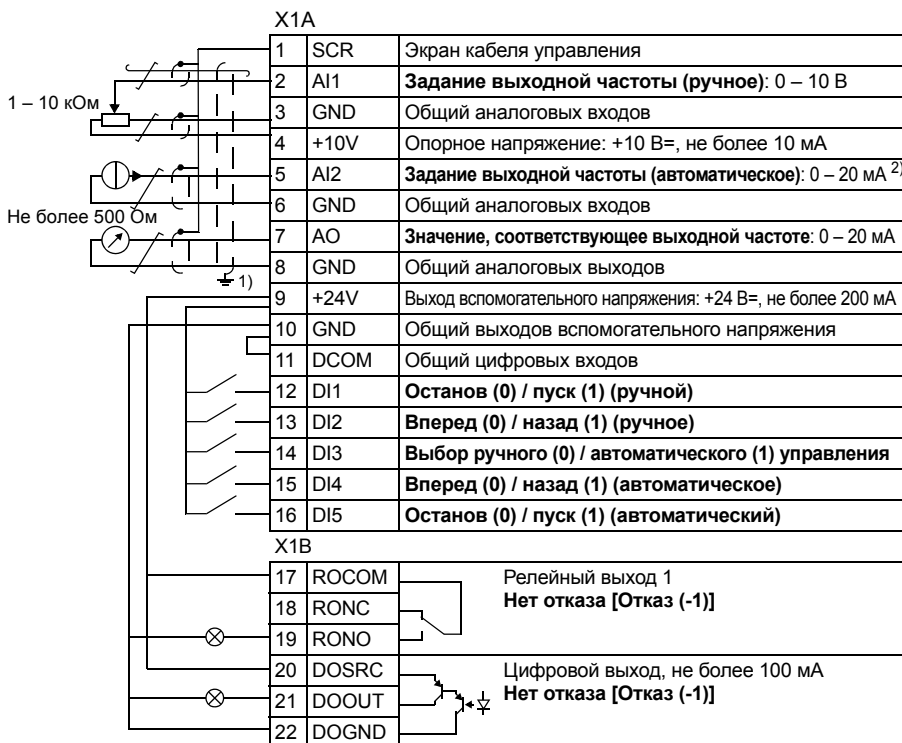 X1A
1 SCR Экран кабеля управления
2 AI1 Задание выходной частоты (ручное): 0 – 10 В
1 – 10 кОм
3 GND Общий аналоговых входов
4 +10V Опорное напряжение: +10 В=, не более 10 мА
5 AI2 Задание выходной частоты (автоматическое): 0 – 20 мА 2)
6 GND Общий аналоговых входов
Не более 500 Ом
7 AO Значение, соответствующее выходной частоте: 0 – 20 мА
8 GND Общий аналоговых выходов
1)
9 +24V Выход вспомогательного напряжения: +24 В=, не более 200 мА
10 GND Общий выходов вспомогательного напряжения
11 DCOM Общий цифровых входов
12 DI1 Останов (0) / пуск (1) (ручной)
13 DI2 Вперед (0) / назад (1) (ручное)
14 DI3 Выбор ручного (0) / автоматического (1) управления
15 DI4 Вперед (0) / назад (1) (автоматическое)
16 DI5 Останов (0) / пуск (1) (автоматический)
X1B
17 ROCOM Релейный выход 1
18 RONC Нет отказа [Отказ (-1)]
19 RONO
20 DOSRC Цифровой выход, не более 100 мА
21 DOOUT Нет отказа [Отказ (-1)]
22 DOGND